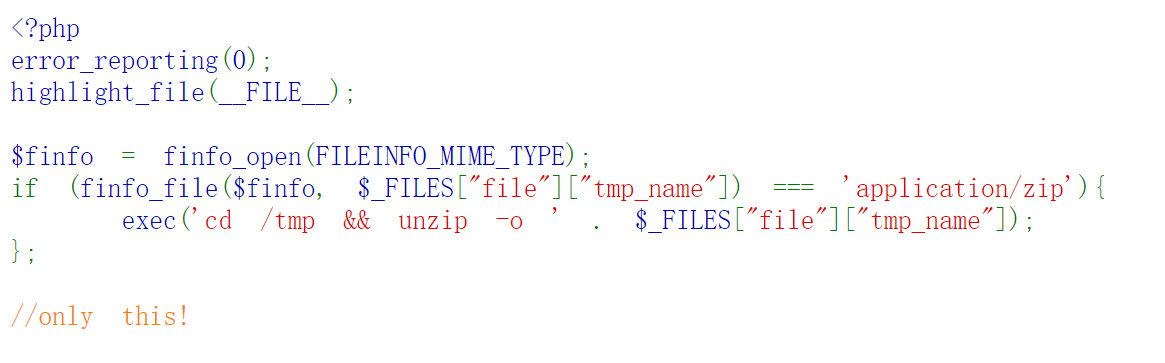 <?php
error_reporting(0);
highlight_file(__FILE__);
$finfo = finfo_open(FILEINFO_MIME_TYPE);
if (finfo_file($finfo, $_FILES["file"]["tmp_name"]) === 'application/zip'){
exec('cd /tmp && unzip -o ' . $_FILES["file"]["tmp_name"]);
};
//only this!